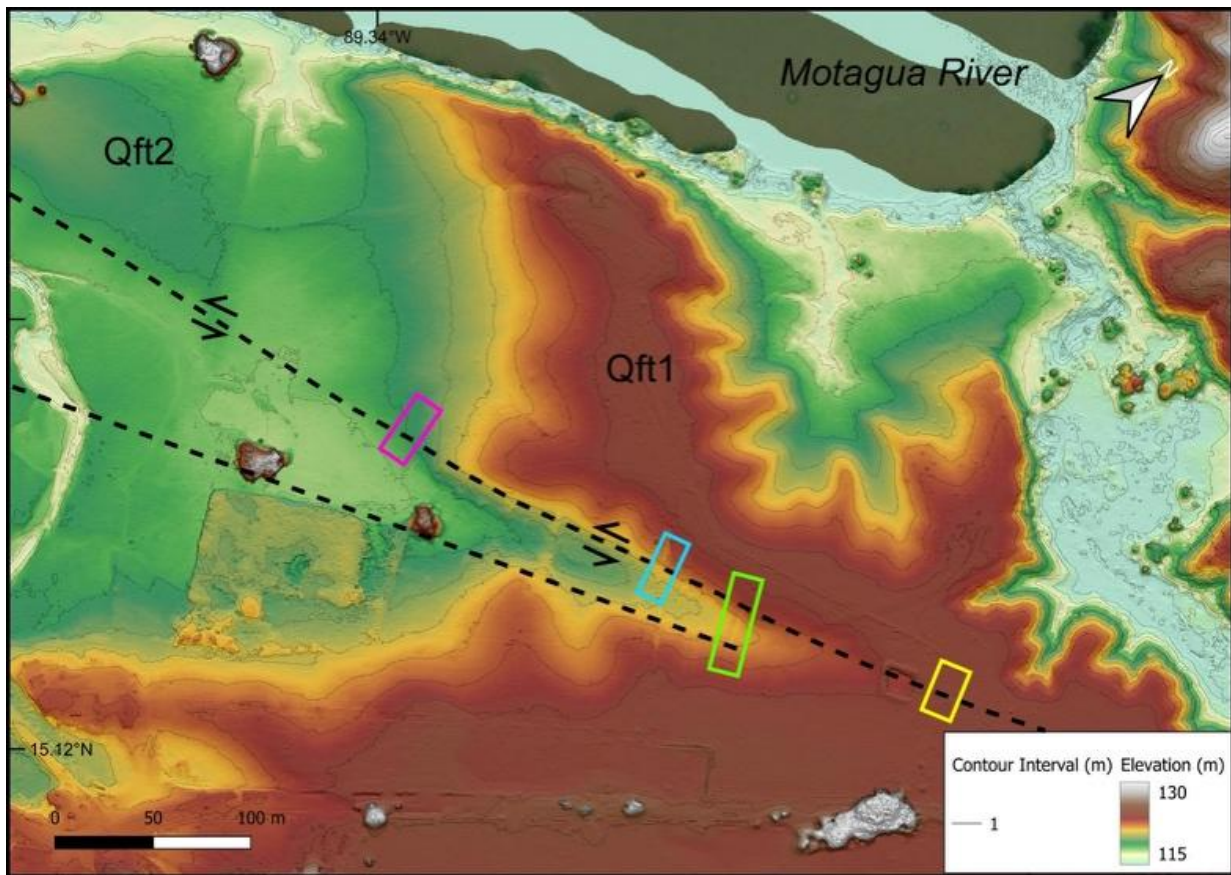 89.34°W
Motagua River
N
Qft2
Qft1
15.12°N
0 50 100 m
Contour Interval (m) Elevation (m)
1
130
115